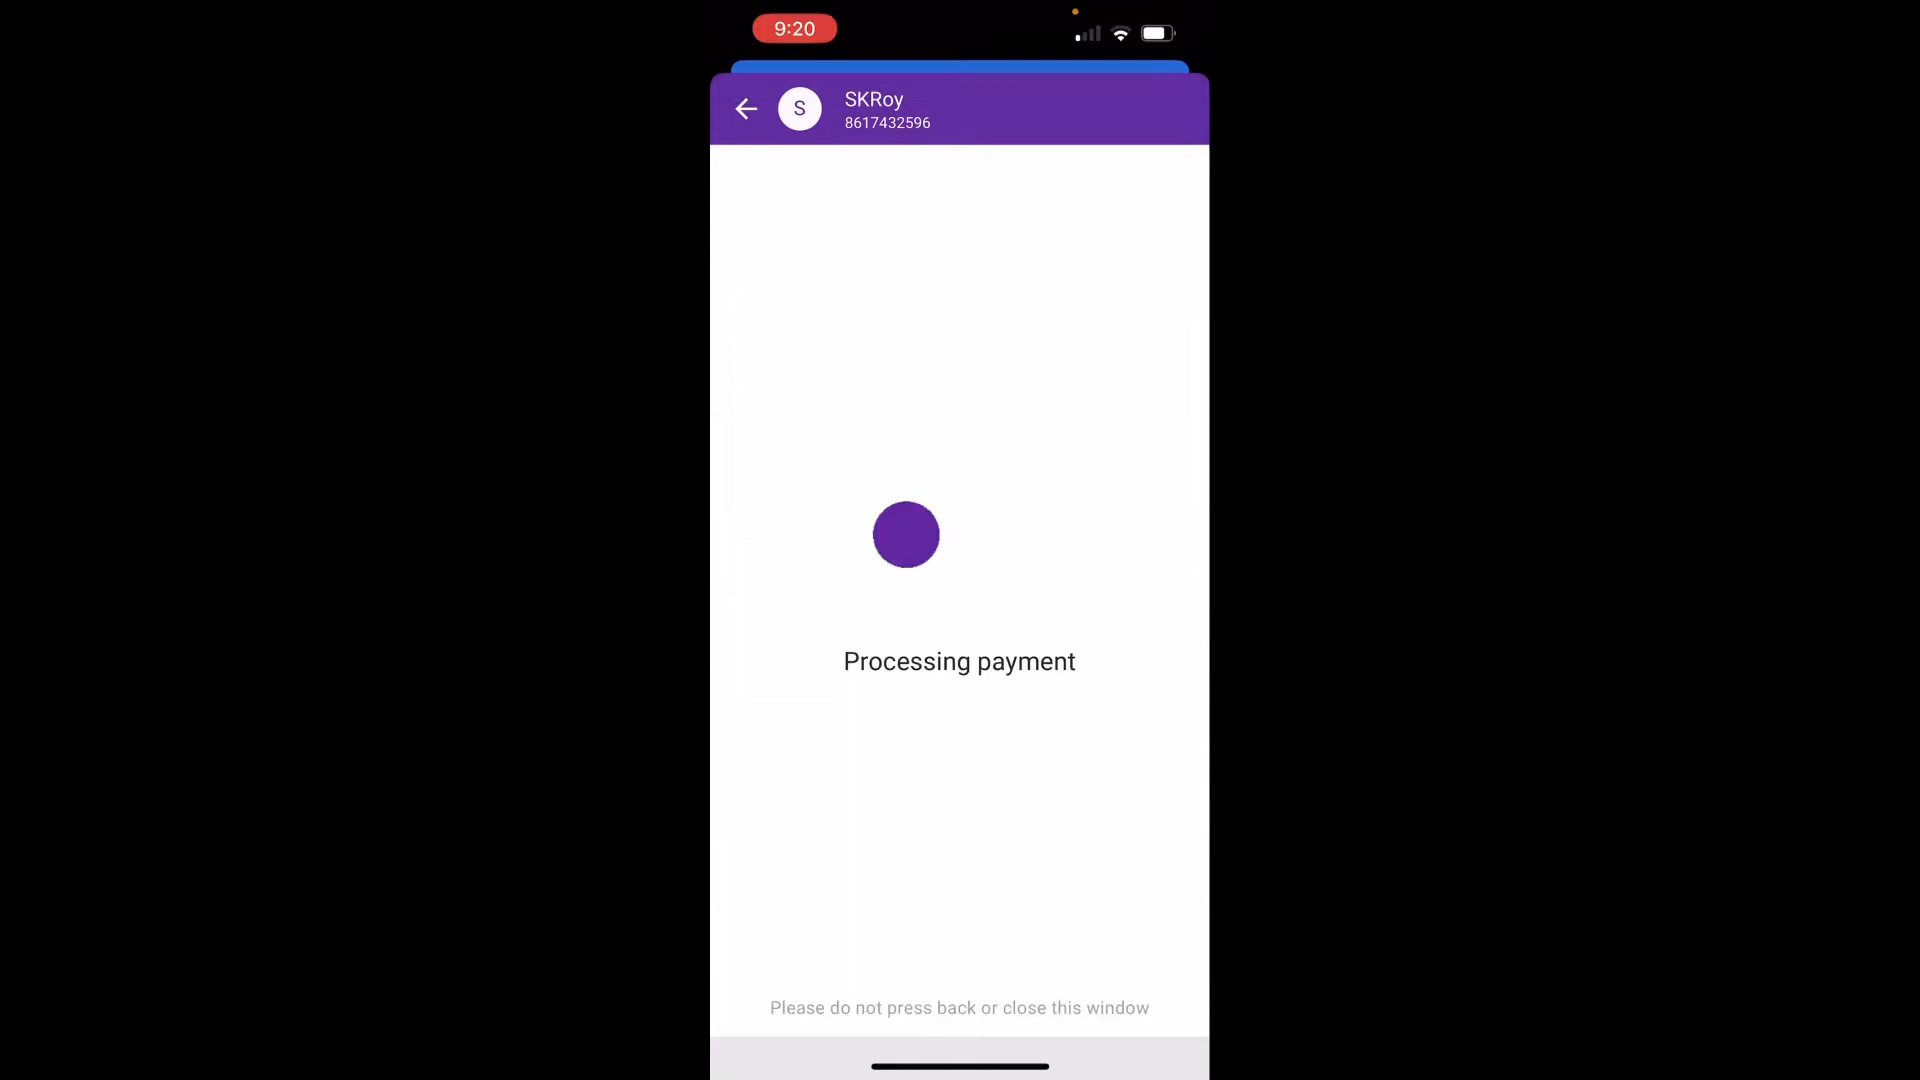 9:20
S
SKRoy
8617432596
Processing payment
Please do not press back or close this window